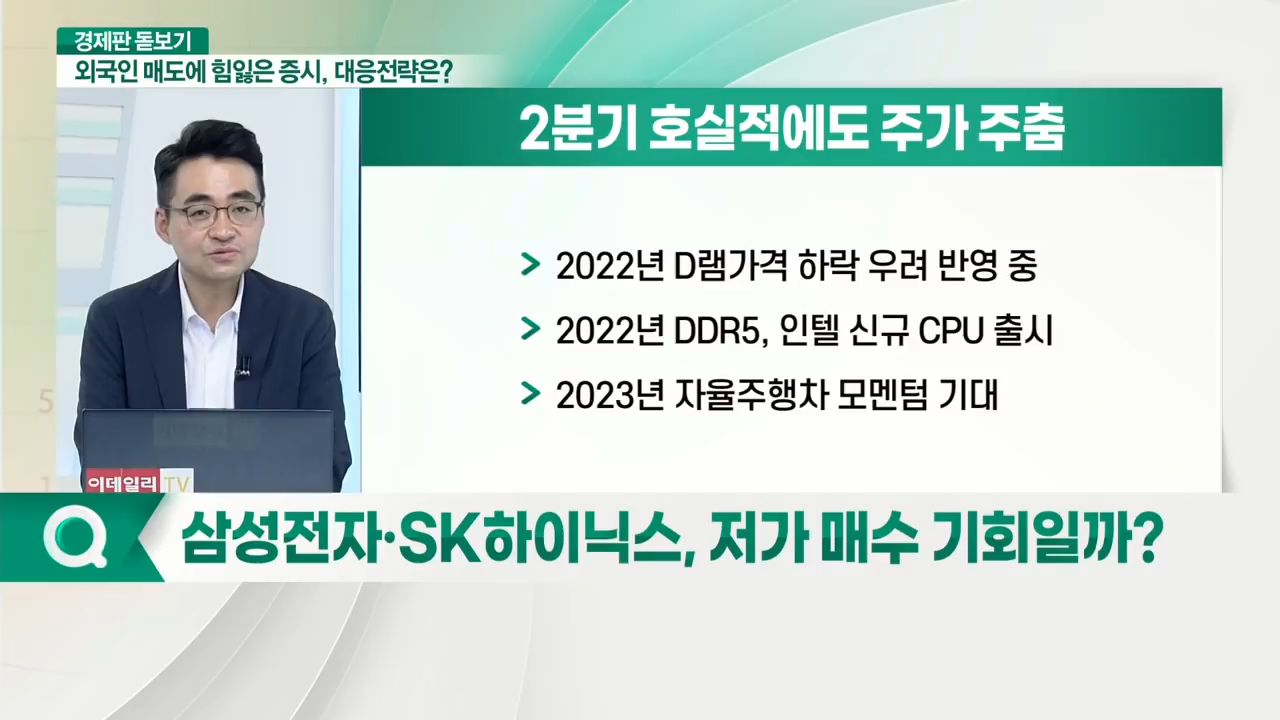 경제판 돋보기
외국인 매도에 힘잃은 증시, 대응전략은?
2분기 호실적에도 주가 주춤
> 2022년 D램가격 하락 우려 반영 중
> 2022년 DDR5, 인텔 신규 CPU 출시
> 2023년 자율주행차 모멘텀 기대
5
1
이데일리 TV
Q 삼성전자·SK하이닉스, 저가 매수 기회일까?